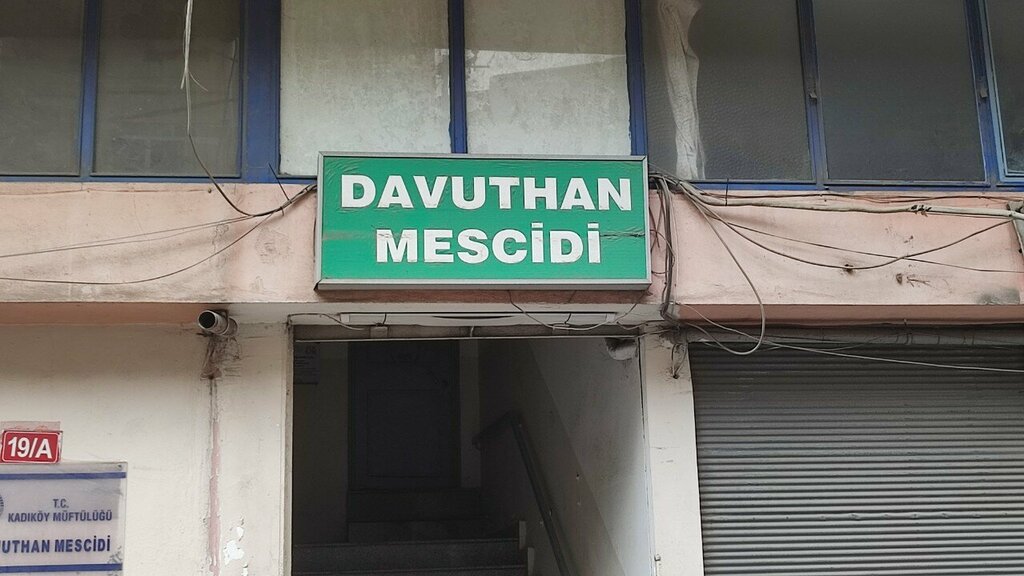 DAVUTHAN
MESCİDİ
19/A
T.C.
KADIKÖY MÜFTÜLÜĞÜ
UTHAN MESCİDİ